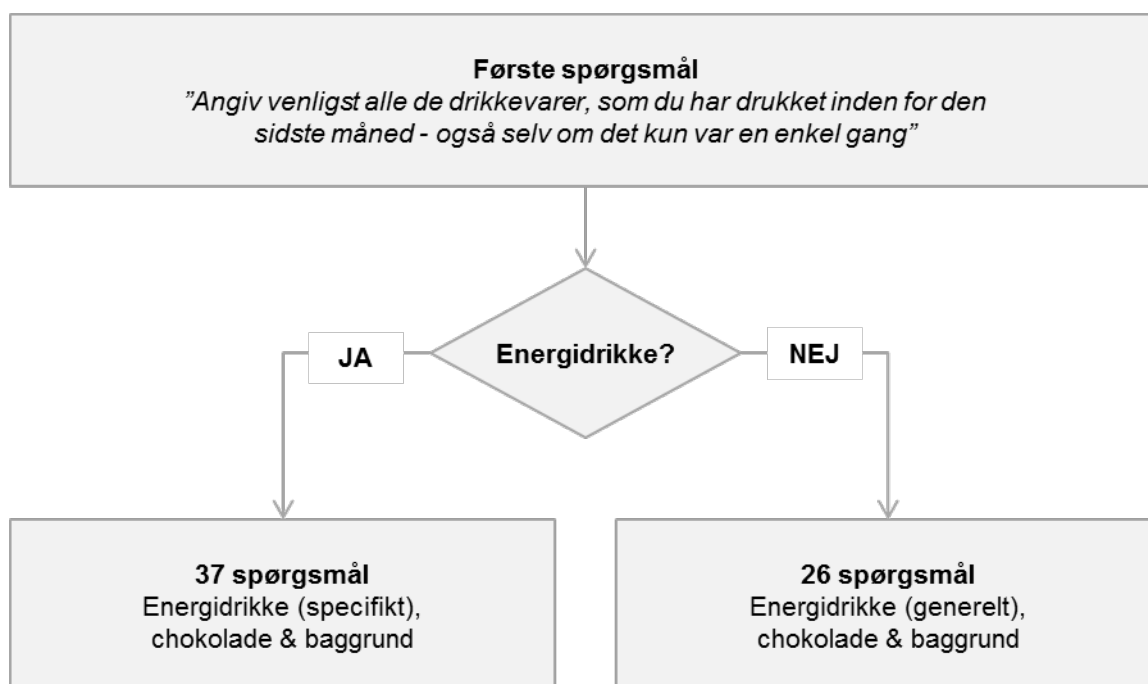 Første spørgsmål
”Angiv venligst alle de drikkevarer, som du har drukket inden for den
sidste måned - også selv om det kun var en enkel gang”
JA
Energidrikke?
NEJ
37 spørgsmål
Energidrikke (specifikt),
chokolade & baggrund
26 spørgsmål
Energidrikke (generelt),
chokolade & baggrund